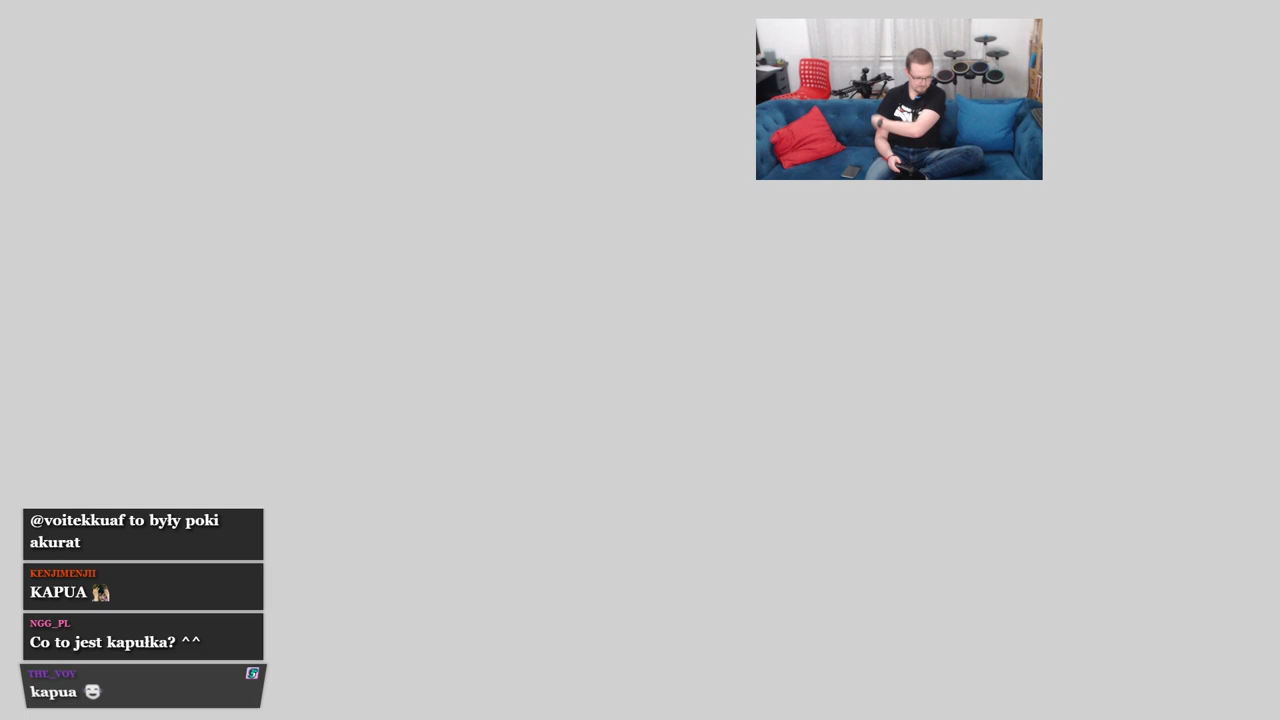 @voitekkuaf to były poki
akurat
KENJIMENJII
KAPUA
NGG_PL
Co to jest kapułka? ^^
THE_VOY
kapua